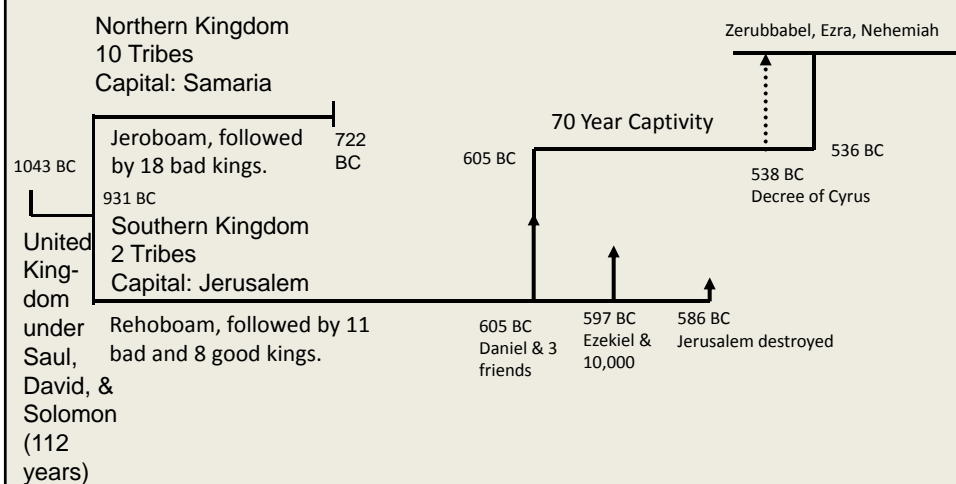 Northern Kingdom
10 Tribes
Capital: Samaria
Zerubbabel, Ezra, Nehemiah
Jeroboam, followed
by 18 bad kings.
722
BC
70 Year Captivity
605 BC
536 BC
538 BC
Decree of Cyrus
1043 BC
931 BC
Southern Kingdom
2 Tribes
Capital: Jerusalem
United
King-
dom
under
Saul,
David, &
Solomon
(112
years)
Rehoboam, followed by 11
bad and 8 good kings.
605 BC
Daniel & 3
friends
597 BC
Ezekiel &
10,000
586 BC
Jerusalem destroyed